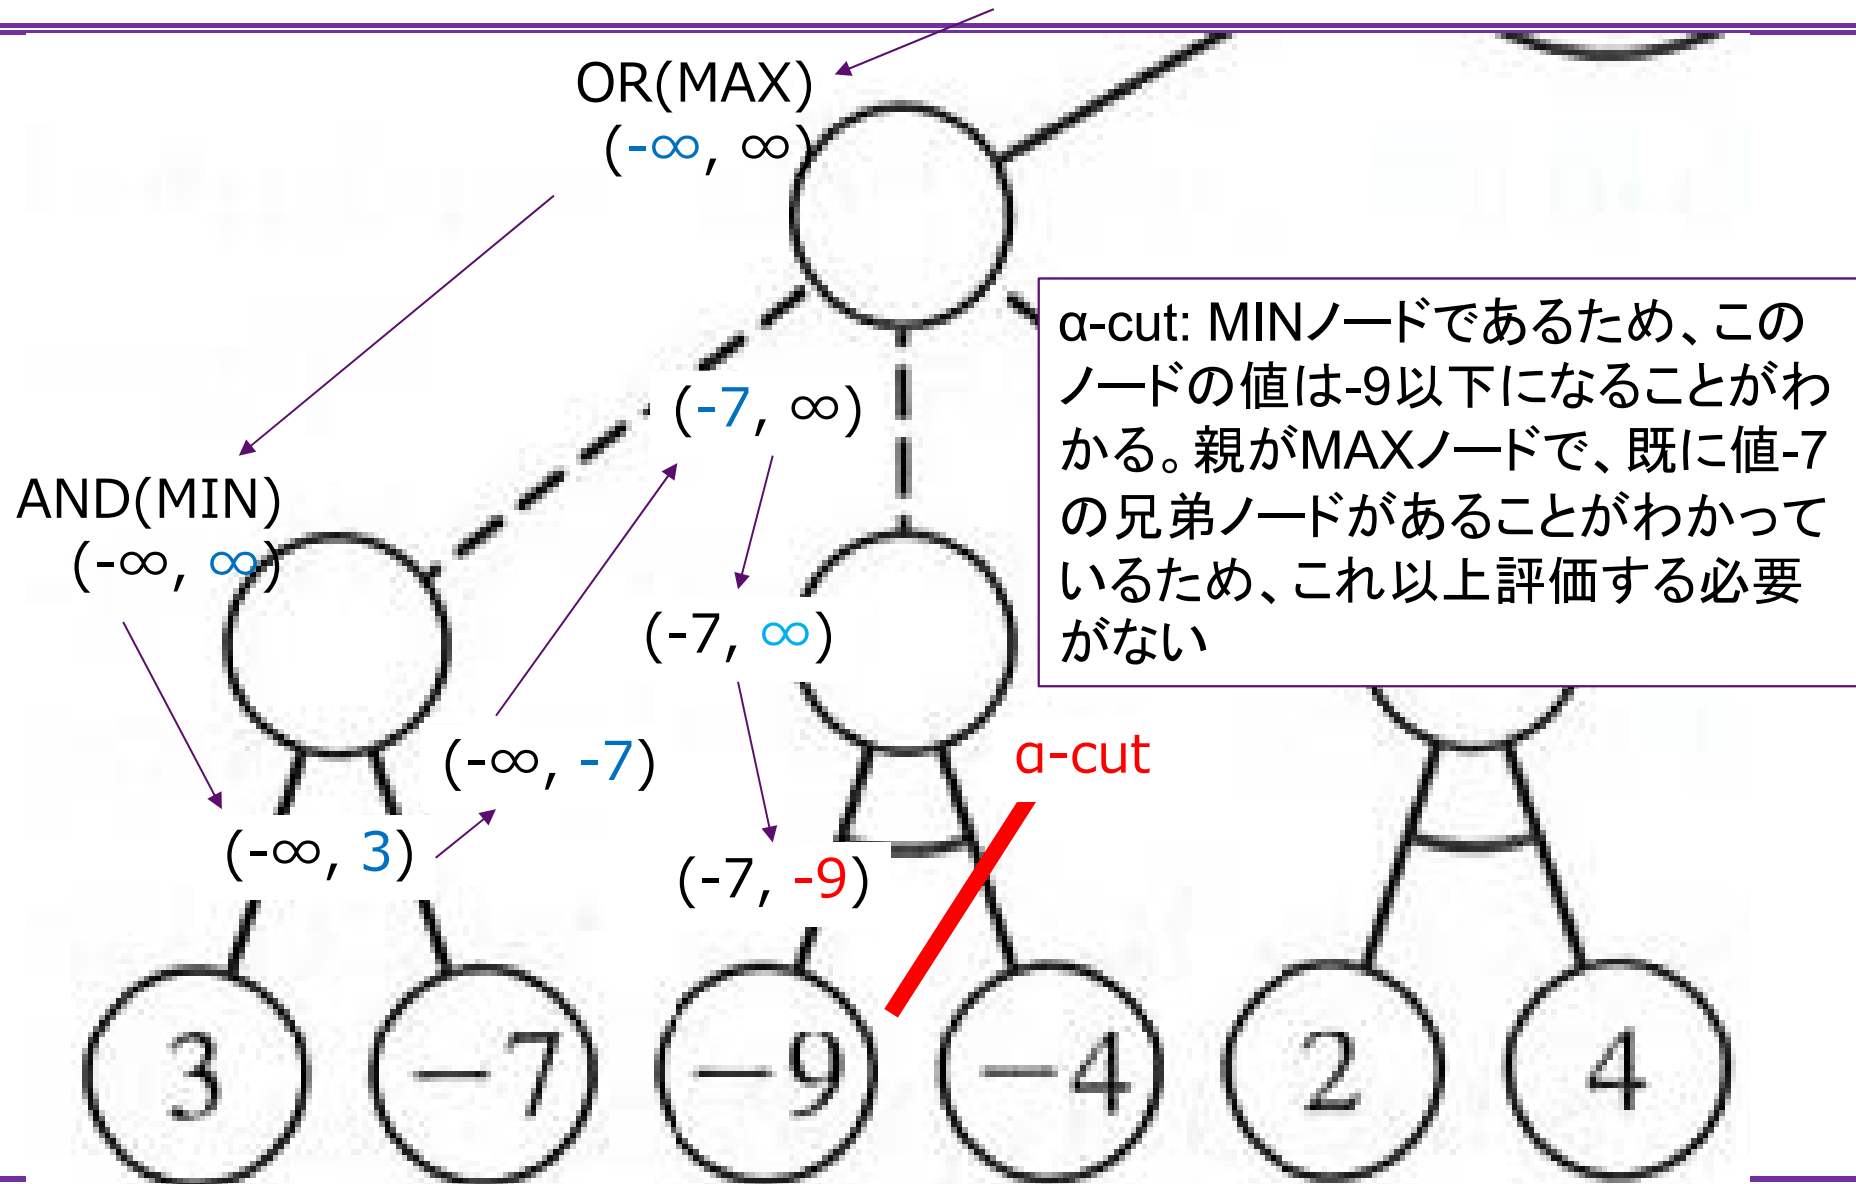 OR(MAX)
(-∞, ∞)
α-cut: MINノードであるため、この
ノードの値は-9以下になることがわ
かる。親がMAXノードで、既に値-7
の兄弟ノードがあることがわかって
いるため、これ以上評価する必要
がない
(-7, ∞)
AND(MIN)
(-∞, ∞)
(-7, ∞)
(-∞, -7)
α-cut
(-∞, 3)
(-7, -9)
3
−7
−9
−4
2
4